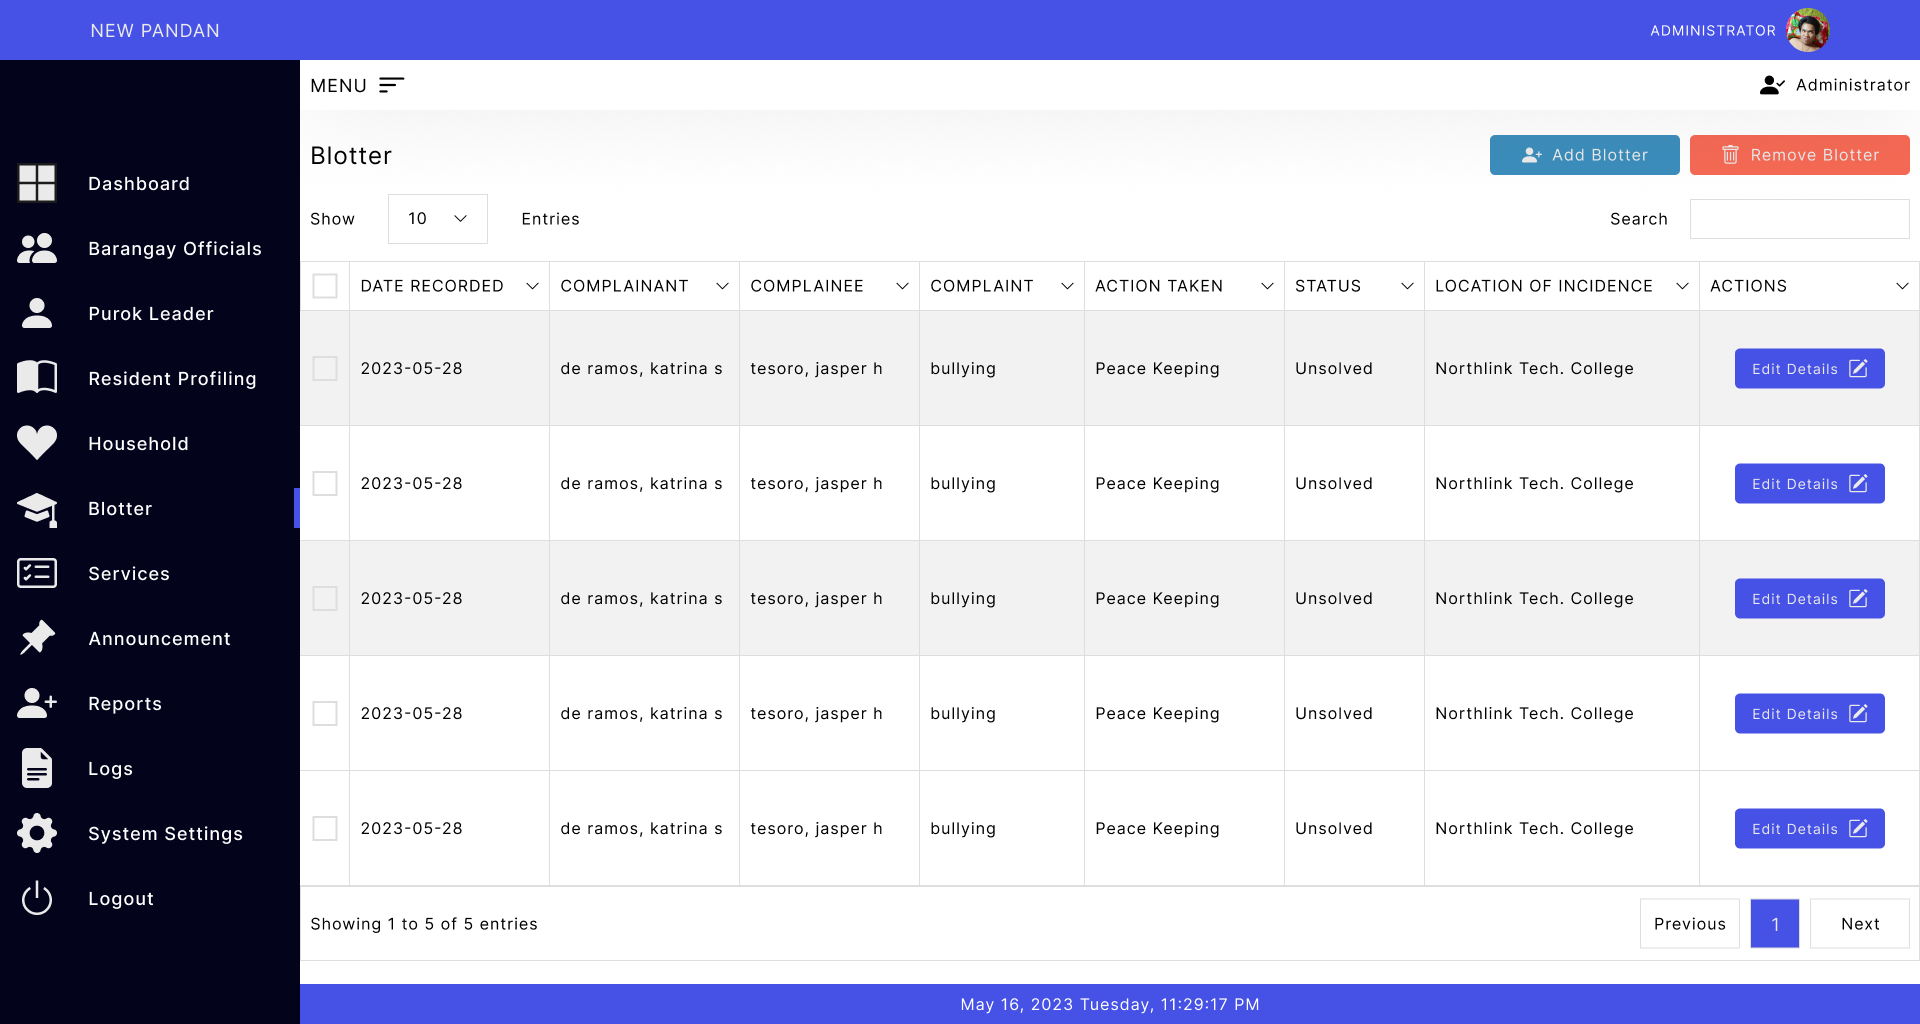 NEW PANDAN
ADMINISTRATOR
MENU
Administrator
Dashboard
Barangay Officials
Purok Leader
Resident Profiling
Household
Blotter
Services
Announcement
Reports
Logs
System Settings
Logout
Blotter
Add Blotter
Remove Blotter
Show 10 Entries
Search
DATE RECORDED COMPLAINANT COMPLAINEE COMPLAINT ACTION TAKEN STATUS LOCATION OF INCIDENCE ACTIONS
2023-05-28 de ramos, katrina s tesoro, jasper h bullying Peace Keeping Unsolved Northlink Tech. College Edit Details
2023-05-28 de ramos, katrina s tesoro, jasper h bullying Peace Keeping Unsolved Northlink Tech. College Edit Details
2023-05-28 de ramos, katrina s tesoro, jasper h bullying Peace Keeping Unsolved Northlink Tech. College Edit Details
2023-05-28 de ramos, katrina s tesoro, jasper h bullying Peace Keeping Unsolved Northlink Tech. College Edit Details
2023-05-28 de ramos, katrina s tesoro, jasper h bullying Peace Keeping Unsolved Northlink Tech. College Edit Details
Showing 1 to 5 of 5 entries
Previous 1 Next
May 16, 2023 Tuesday, 11:29:17 PM